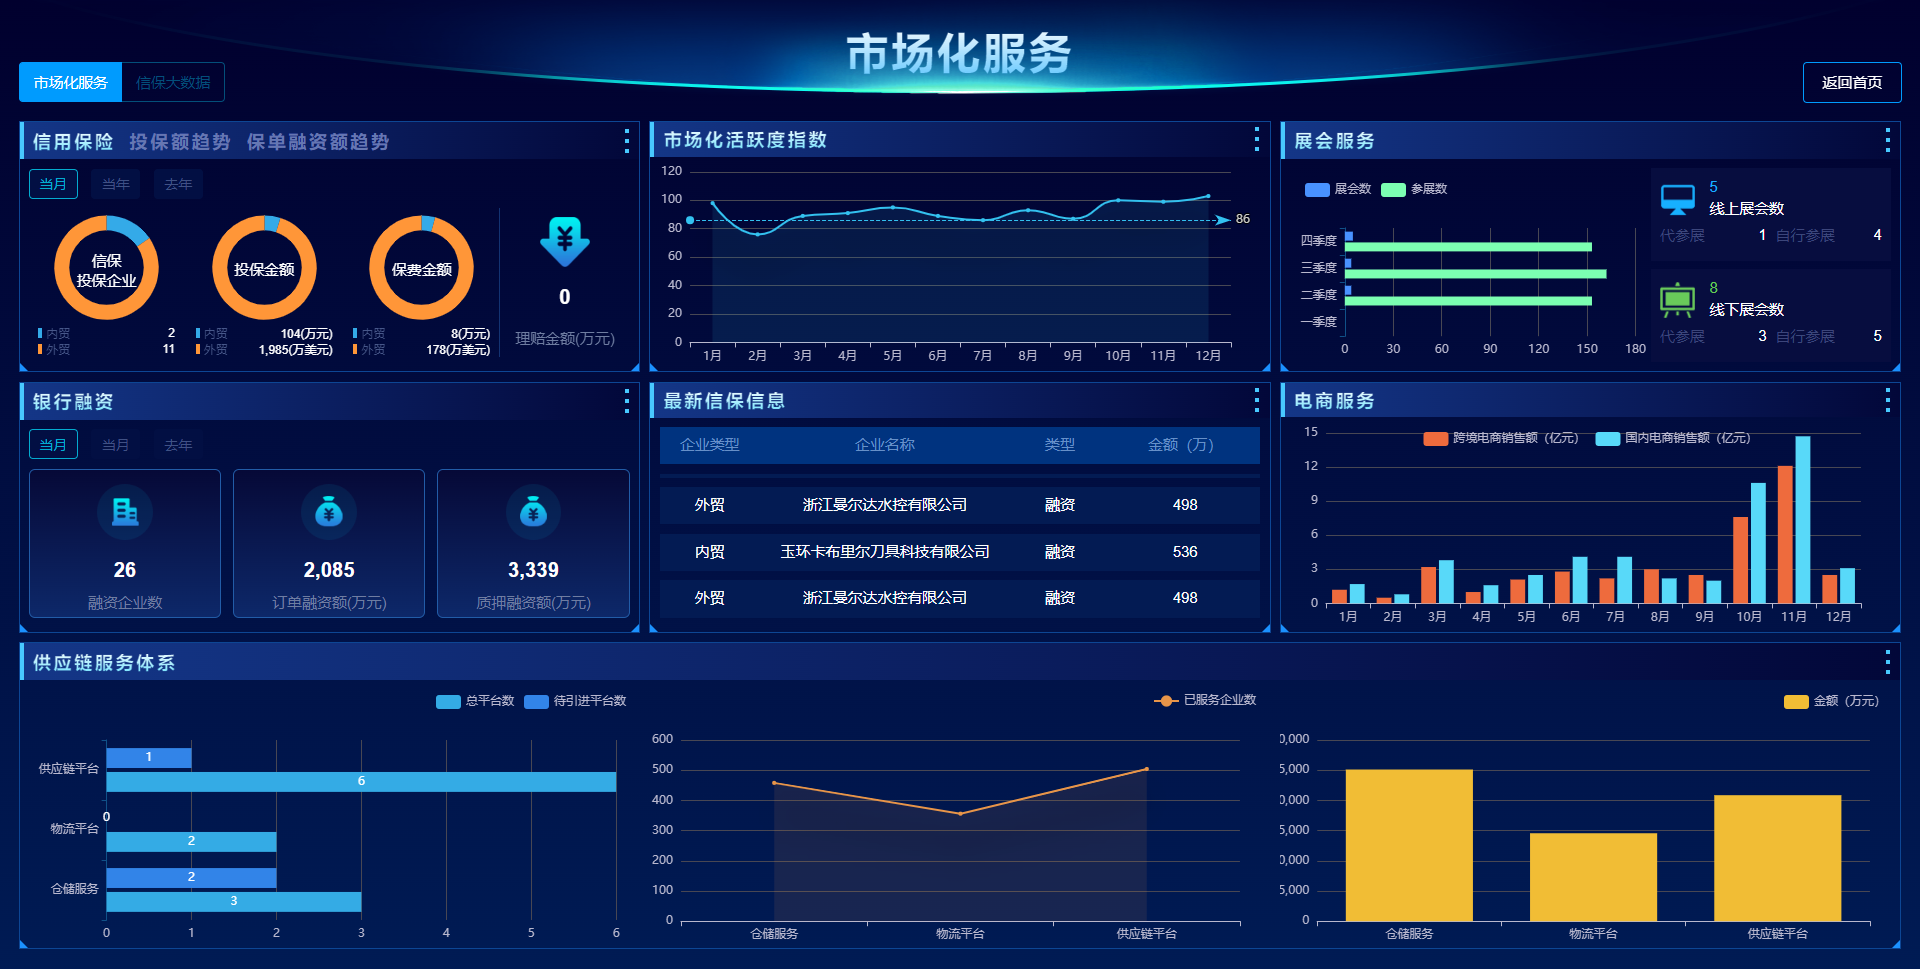 市场化服务
市场化服务 信保大数据
返回首页
信用保险 投保额趋势 保单融资额趋势
当月 当年 去年
信保
投保企业
投保金额
保费金额
内贸 2
外贸 11
内贸 104(万元)
外贸 1,985(万美元)
内贸 8(万元)
外贸 178(万美元)
0
理赔金额(万元)
市场化活跃度指数
120
100
80
60
40
20
0
86
1月 2月 3月 4月 5月 6月 7月 8月 9月 10月 11月 12月
展会服务
展会数 参展数
四季度
三季度
二季度
一季度
0 30 60 90 120 150 180
5
线上展会数
代参展 1 自行参展 4
8
线下展会数
代参展 3 自行参展 5
银行融资
当月 当月 去年
26
融资企业数
2,085
订单融资额(万元)
3,339
质押融资额(万元)
最新信保信息
企业类型 企业名称 类型 金额（万）
外贸 浙江曼尔达水控有限公司 融资 498
内贸 玉环卡布里尔刀具科技有限公司 融资 536
外贸 浙江曼尔达水控有限公司 融资 498
电商服务
跨境电商销售额（亿元） 国内电商销售额（亿元）
15
12
9
6
3
0
1月 2月 3月 4月 5月 6月 7月 8月 9月 10月 11月 12月
供应链服务体系
总平台数 待引进平台数
供应链平台 1
6
物流平台 0
2
仓储服务 2
3
0 1 2 3 4 5 6
已服务企业数
600
500
400
300
200
100
0
仓储服务 物流平台 供应链平台
金额（万元）
0,000
5,000
0,000
5,000
0,000
5,000
0
仓储服务 物流平台 供应链平台